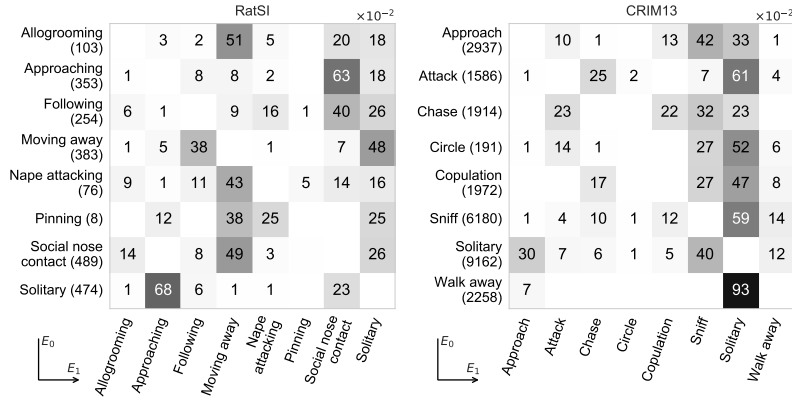 RatSI
×10⁻²
Allogrooming
(103)
3 2 51 5 20 18
Approaching
(353)
1 8 8 2 63 18
Following
(254)
6 1 9 16 1 40 26
Moving away
(383)
1 5 38 1 7 48
Nape attacking
(76)
9 1 11 43 5 14 16
Pinning (8)
12 38 25 25
Social nose
contact (489)
14 8 49 3 26
Solitary (474)
1 68 6 1 1 23
E₀
E₁
Allogrooming
Approaching
Following
Moving away
Nape
attacking
Pinning
Social nose
contact
Solitary
CRIM13
×10⁻²
Approach
(2937)
10 1 13 42 33 1
Attack (1586)
1 25 2 7 61 4
Chase (1914)
23 22 32 23
Circle (191)
1 14 1 27 52 6
Copulation
(1972)
17 27 47 8
Sniff (6180)
1 4 10 1 12 59 14
Solitary
(9162)
30 7 6 1 5 40 12
Walk away
(2258)
7 93
E₀
E₁
Approach
Attack
Chase
Circle
Copulation
Sniff
Solitary
Walk away